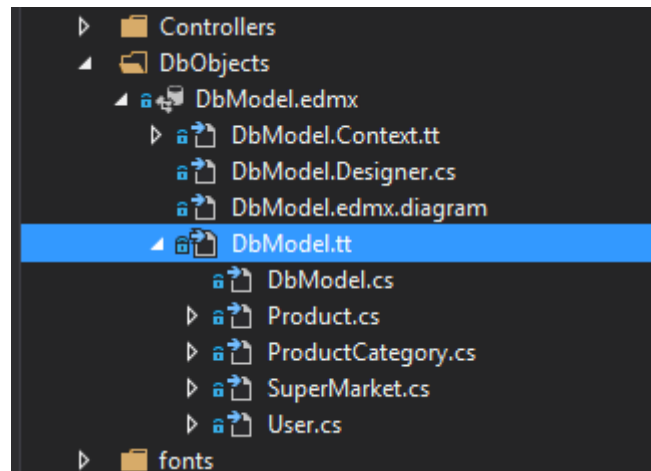 Controllers
DbObjects
DbModel.edmx
DbModel.Context.tt
DbModel.Designer.cs
DbModel.edmx.diagram
DbModel.tt
DbModel.cs
Product.cs
ProductCategory.cs
SuperMarket.cs
User.cs
fonts